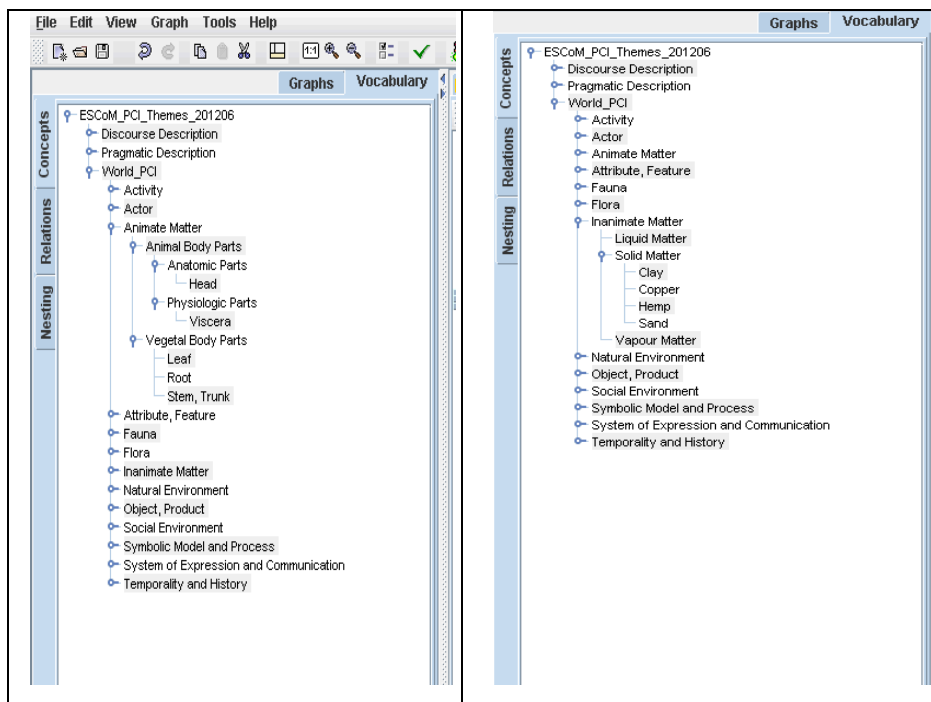 File Edit View Graph Tools Help
1:1
Graphs Vocabulary
Concepts
Relations
Nesting
ESCoM_PCI_Themes_201206
Discourse Description
Pragmatic Description
World_PCI
Activity
Actor
Animate Matter
Animal Body Parts
Anatomic Parts
Head
Physiologic Parts
Viscera
Vegetal Body Parts
Leaf
Root
Stem, Trunk
Attribute, Feature
Fauna
Flora
Inanimate Matter
Natural Environment
Object, Product
Social Environment
Symbolic Model and Process
System of Expression and Communication
Temporality and History
Graphs Vocabulary
Concepts
Relations
Nesting
ESCoM_PCI_Themes_201206
Discourse Description
Pragmatic Description
World_PCI
Activity
Actor
Animate Matter
Attribute, Feature
Fauna
Flora
Inanimate Matter
Liquid Matter
Solid Matter
Clay
Copper
Hemp
Sand
Vapour Matter
Natural Environment
Object, Product
Social Environment
Symbolic Model and Process
System of Expression and Communication
Temporality and History